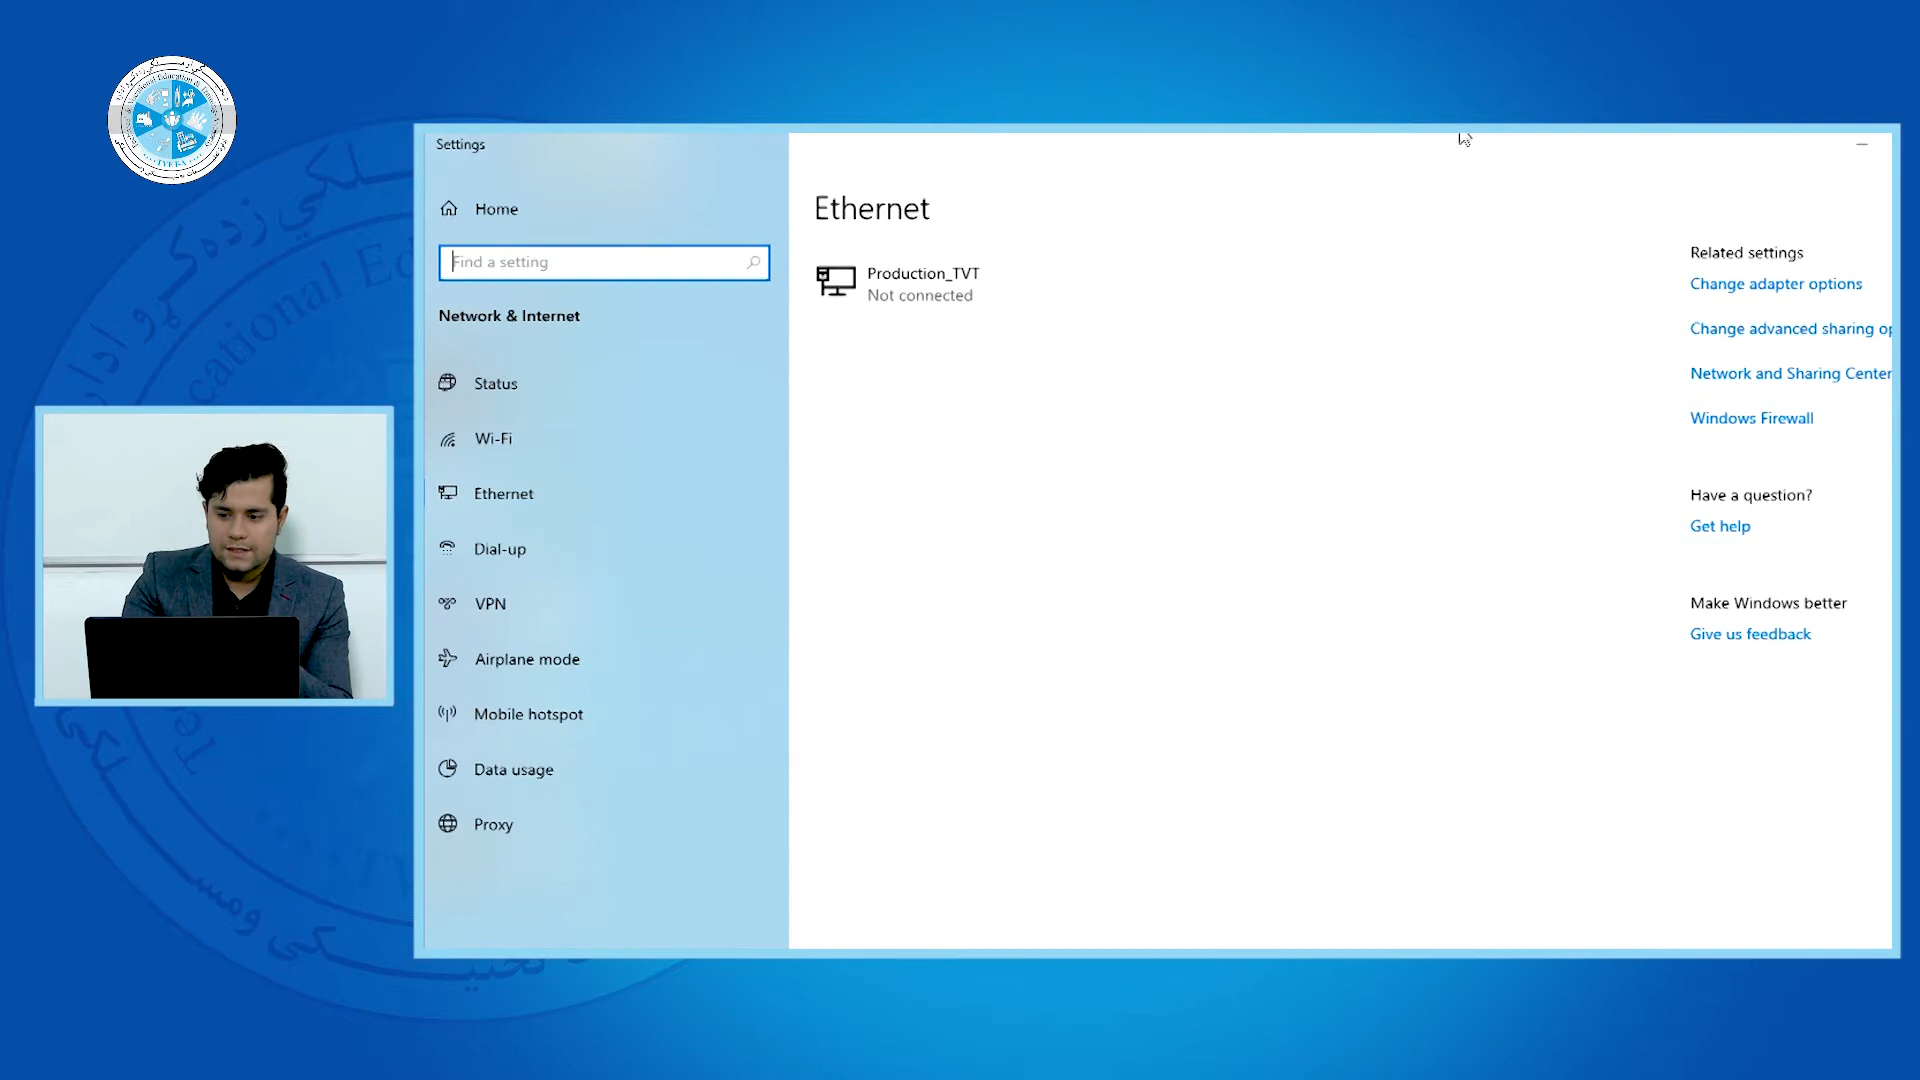 Settings
Home
Find a setting
Network & Internet
Status
Wi-Fi
Ethernet
Dial-up
VPN
Airplane mode
Mobile hotspot
Data usage
Proxy
Ethernet
Production_TVT
Not connected
Related settings
Change adapter options
Change advanced sharing op
Network and Sharing Center
Windows Firewall
Have a question?
Get help
Make Windows better
Give us feedback